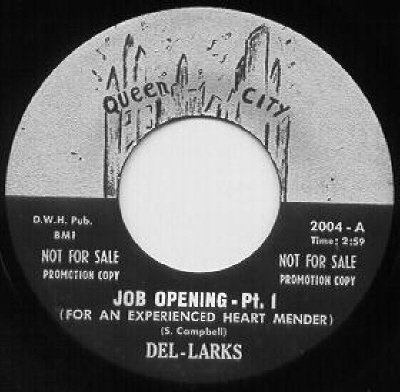 Queen CITY
D.W.H. Pub.
BMI
2004 - A
Time: 2:59
NOT FOR SALE
PROMOTION COPY
NOT FOR SALE
PROMOTION COPY
JOB OPENING - Pt. 1
(FOR AN EXPERIENCED HEART MENDER)
(S. Campbell)
DEL-LARKS